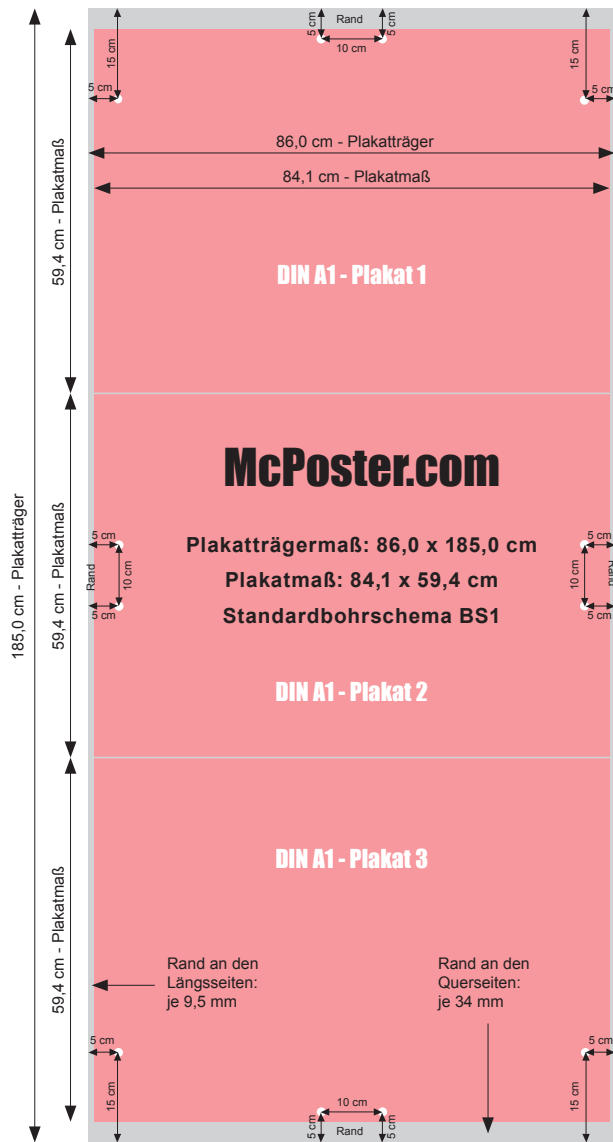 Rand
5 cm
5 cm
10 cm
15 cm
15 cm
5 cm
5 cm
86,0 cm - Plakatträger
84,1 cm - Plakatmaß
59,4 cm - Plakatmaß
DIN A1 - Plakat 1
McPoster.com
Plakatträgermaß: 86,0 x 185,0 cm
Plakatmaß: 84,1 x 59,4 cm
Standardbohrschema BS1
5 cm
Rand
10 cm
5 cm
5 cm
10 cm
Rand
5 cm
59,4 cm - Plakatmaß
185,0 cm - Plakatträger
DIN A1 - Plakat 2
DIN A1 - Plakat 3
59,4 cm - Plakatmaß
Rand an den
Längsseiten:
je 9,5 mm
Rand an den
Querseiten:
je 34 mm
5 cm
5 cm
15 cm
15 cm
10 cm
5 cm
5 cm
Rand